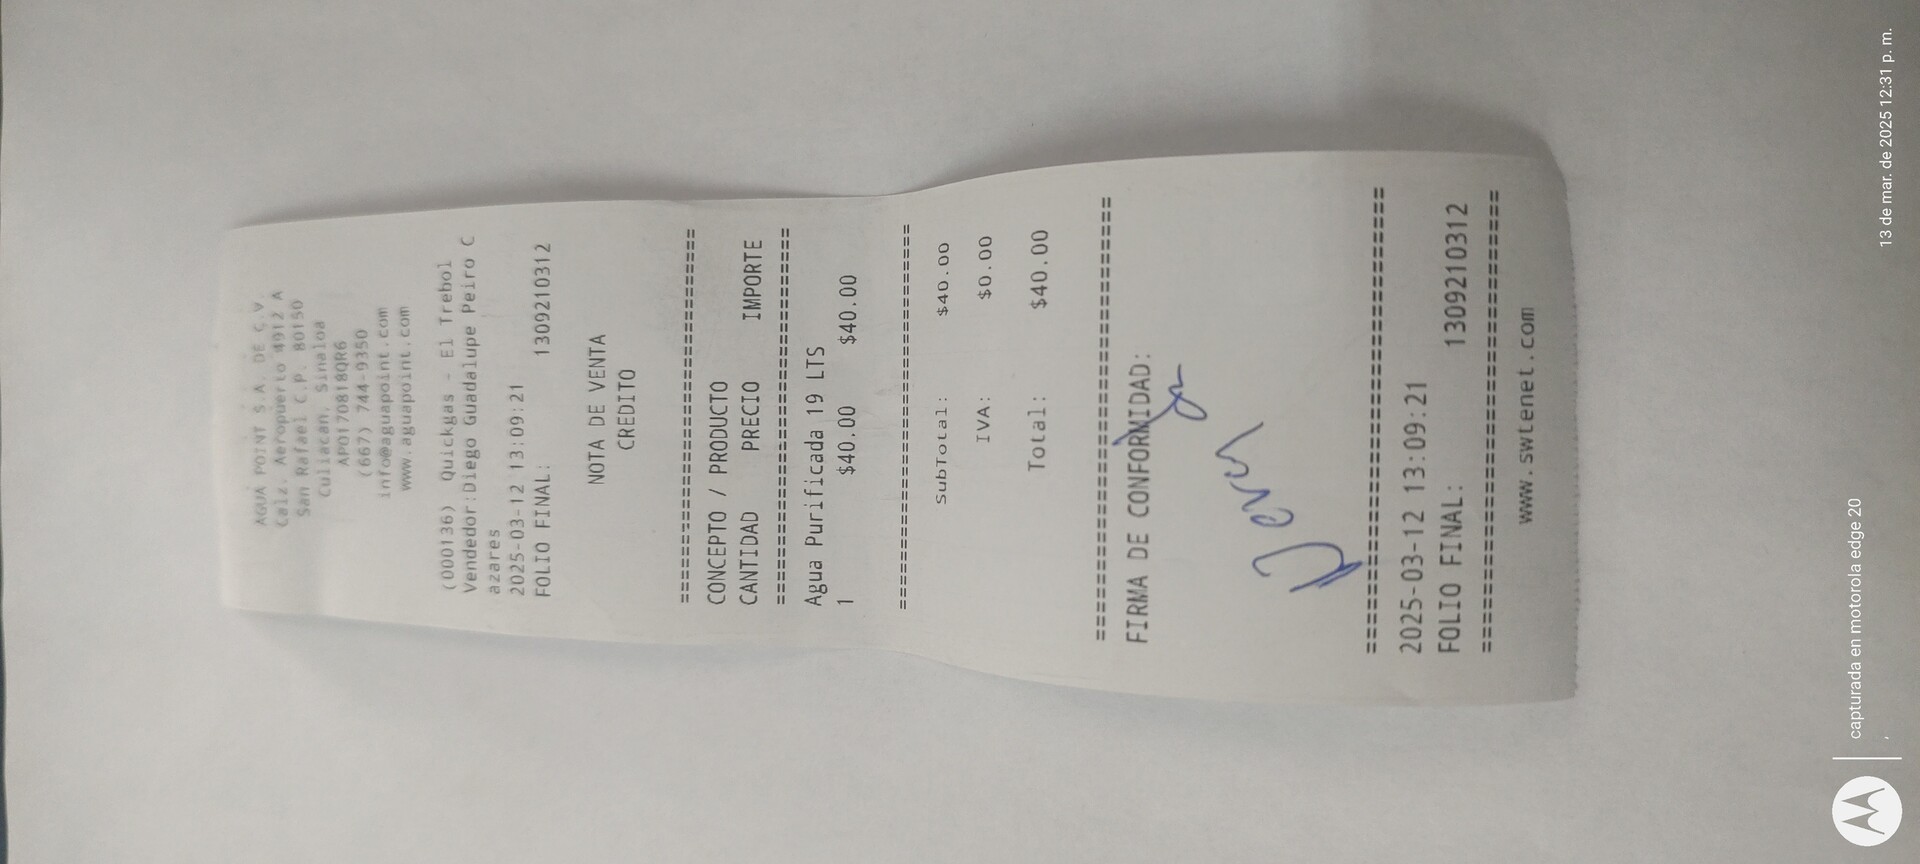 AGUA POINT S.A. DE C.V.
Calz. Aeropuerto 4912 A
San Rafael C.P. 80150
Culiacan, Sinaloa
APO170818QR6
(667) 744-9350
info@aguapoint.com
www.aguapoint.com
(000136) Quickgas - El Trebol
Vendedor:Diego Guadalupe Peiro C
azares
2025-03-12 13:09:21
FOLIO FINAL: 1309210312
NOTA DE VENTA
CREDITO
================================
CONCEPTO / PRODUCTO
CANTIDAD PRECIO IMPORTE
================================
Agua Purificada 19 LTS
1 $40.00 $40.00
================================
SubTotal: $40.00
IVA: $0.00
Total: $40.00
================================
FIRMA DE CONFORMIDAD:
================================
2025-03-12 13:09:21
FOLIO FINAL: 1309210312
================================
www.swtenet.com
capturada en motorola edge 20
13 de mar. de 2025 12:31 p. m.